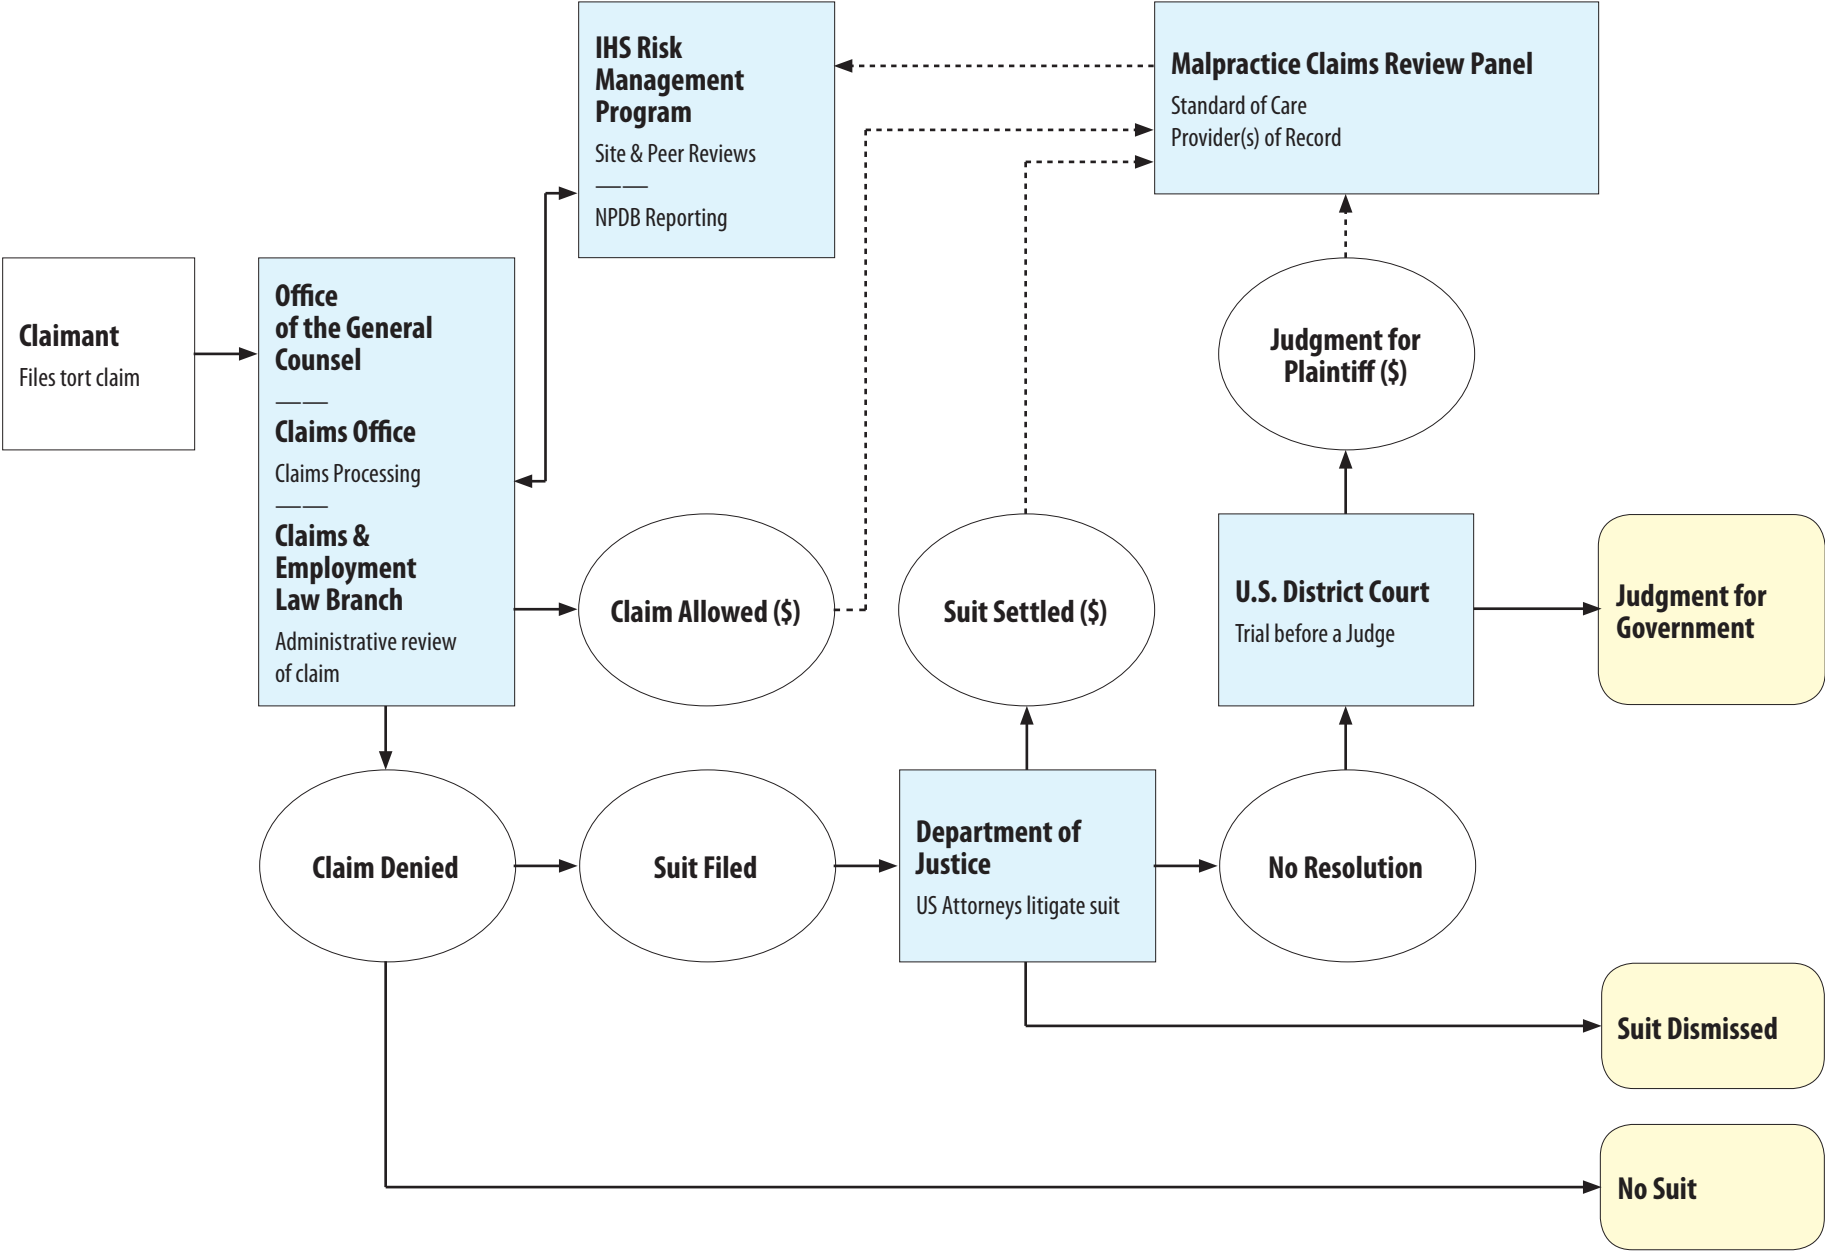 IHS Risk
Management
Program
Site & Peer Reviews
NPDB Reporting
Malpractice Claims Review Panel
Standard of Care
Provider(s) of Record
Claimant
Files tort claim
Office
of the General
Counsel
Claims Office
Claims Processing
Claims &
Employment
Law Branch
Administrative review
of claim
Judgment for
Plaintiff ($)
Claim Allowed ($)
Suit Settled ($)
U.S. District Court
Trial before a Judge
Judgment for
Government
Claim Denied
Suit Filed
Department of
Justice
US Attorneys litigate suit
No Resolution
Suit Dismissed
No Suit